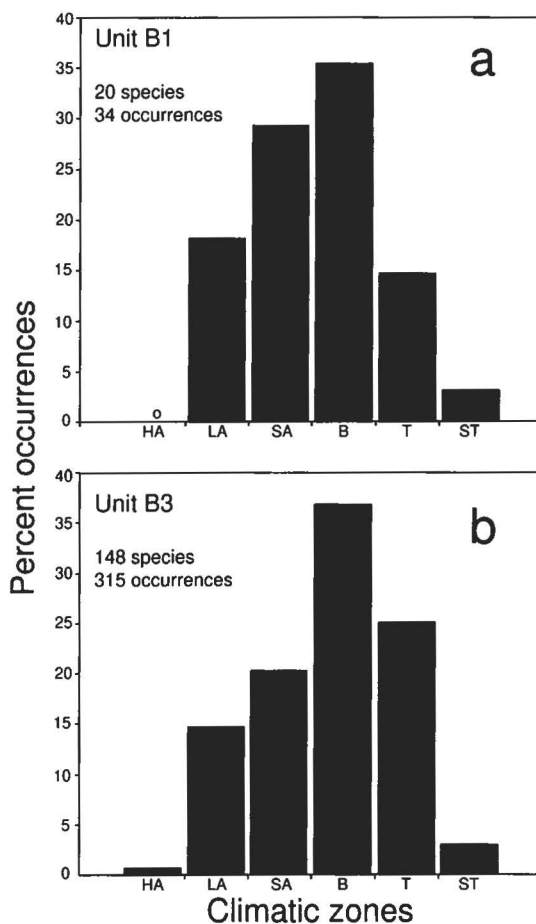 Unit B1
a
20 species
34 occurrences
40
35
30
25
20
15
10
5
0
o
HA LA SA B T ST
Percent occurrences
Unit B3
b
148 species
315 occurrences
40
35
30
25
20
15
10
5
0
HA LA SA B T ST
Climatic zones